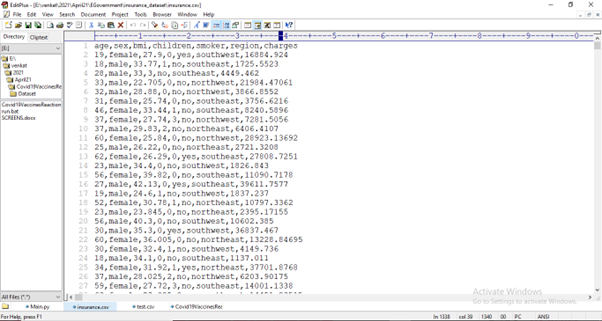 EditPlus - [E:\venkat\2021\April21\EGovernment\insurance_dataset\insurance.csv]
File Edit View Search Document Project Tools Browser Window Help
Directory Cliptext
[E:]
E:\
venkat
2021
April21
Covid19VaccinesRe
Dataset
Covid19VaccinesReaction
run.bat
SCREENS.docx
All Files (*.*)
1 age,sex,bmi,children,smoker,region,charges
2 19,female,27.9,0,yes,southwest,16884.924
3 18,male,33.77,1,no,southeast,1725.5523
4 28,male,33,3,no,southeast,4449.462
5 33,male,22.705,0,no,northwest,21984.47061
6 32,male,28.88,0,no,northwest,3866.8552
7 31,female,25.74,0,no,southeast,3756.6216
8 46,female,33.44,1,no,southeast,8240.5896
9 37,female,27.74,3,no,northwest,7281.5056
10 37,male,29.83,2,no,northeast,6406.4107
11 60,female,25.84,0,no,northwest,28923.13692
12 25,male,26.22,0,no,northeast,2721.3208
13 62,female,26.29,0,yes,southeast,27808.7251
14 23,male,34.4,0,no,southwest,1826.843
15 56,female,39.82,0,no,southeast,11090.7178
16 27,male,42.13,0,yes,southeast,39611.7577
17 19,male,24.6,1,no,southwest,1837.237
18 52,female,30.78,1,no,northeast,10797.3362
19 23,male,23.845,0,no,northeast,2395.17155
20 56,male,40.3,0,no,southwest,10602.385
21 30,male,35.3,0,yes,southwest,36837.467
22 60,female,36.005,0,no,northeast,13228.84695
23 30,female,32.4,1,no,southwest,4149.736
24 18,male,34.1,0,no,southeast,1137.011
25 34,female,31.92,1,yes,northeast,37701.8768
26 37,male,28.025,2,no,northwest,6203.90175
27 59,female,27.72,3,no,southeast,14001.1338
Activate Windows
Go to Settings to activate Windows.
Main.py insurance.csv test.csv Covid19VaccinesRec
For Help, press F1 ln 1338 col 39 1340 00 PC ANSI